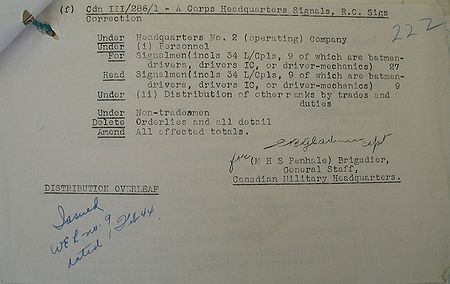 (f) Cdn III/286/1 - A Corps Headquarters Signals, R.C. Sigs
Correction
222
Under Headquarters No. 2 (operating) Company
Under (i) Personnel
For Signalmen(incls 34 L/Cpls, 9 of which are batmen-
drivers, drivers IC, or driver-mechanics) 27
Read Signalmen(incls 34 L/Cpls, 9 of which are batmen-
drivers, drivers IC, or driver-mechanics) 9
Under (ii) Distribution of other ranks by trades and
duties
Under Non-tradesmen
Delete Orderlies and all detail
Amend All affected totals.
for (M H S Penhale) Brigadier,
General Staff,
Canadian Military Headquarters.
DISTRIBUTION OVERLEAF
Issued
WEL no. 9
dated 1 Feb 44.